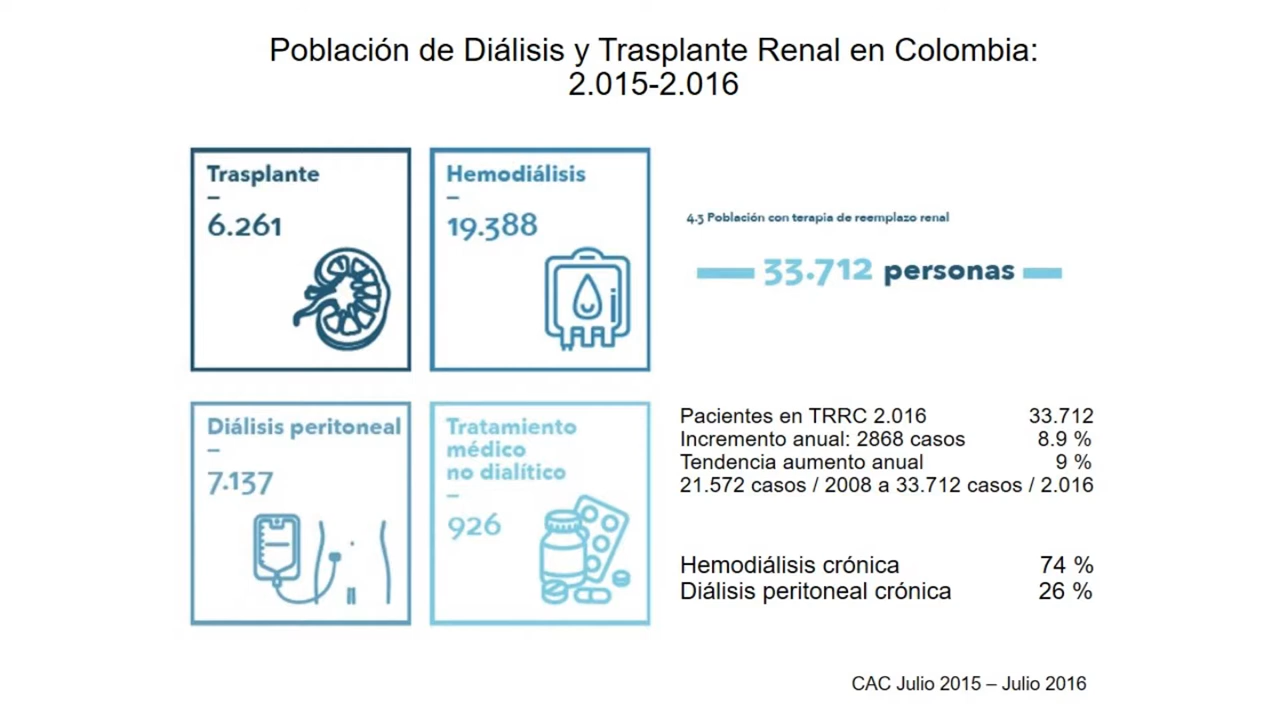 Población de Diálisis y Trasplante Renal en Colombia:
2.015-2.016
Trasplante
–
6.261
Hemodiálisis
–
19.388
4.3 Población con terapia de reemplazo renal
33.712 personas
Diálisis peritoneal
–
7.137
Tratamiento
médico
no dialítico
–
926
Pacientes en TRRC 2.016 33.712
Incremento anual: 2868 casos 8.9 %
Tendencia aumento anual 9 %
21.572 casos / 2008 a 33.712 casos / 2.016
Hemodiálisis crónica 74 %
Diálisis peritoneal crónica 26 %
CAC Julio 2015 – Julio 2016